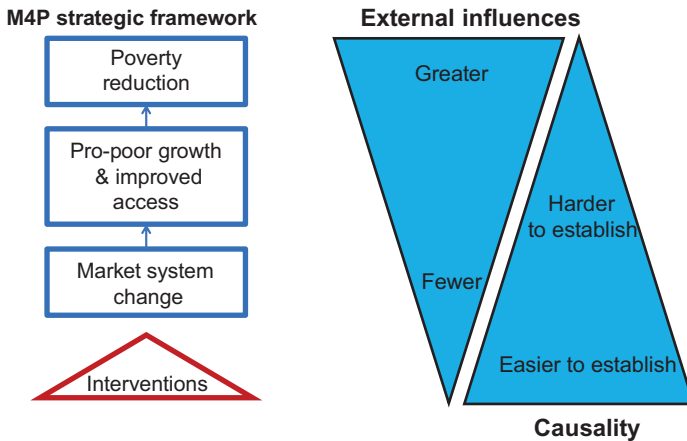 M4P strategic framework
Poverty
reduction
Pro-poor growth
& improved
access
Market system
change
Interventions
External influences
Greater
Fewer
Harder
to establish
Easier to establish
Causality